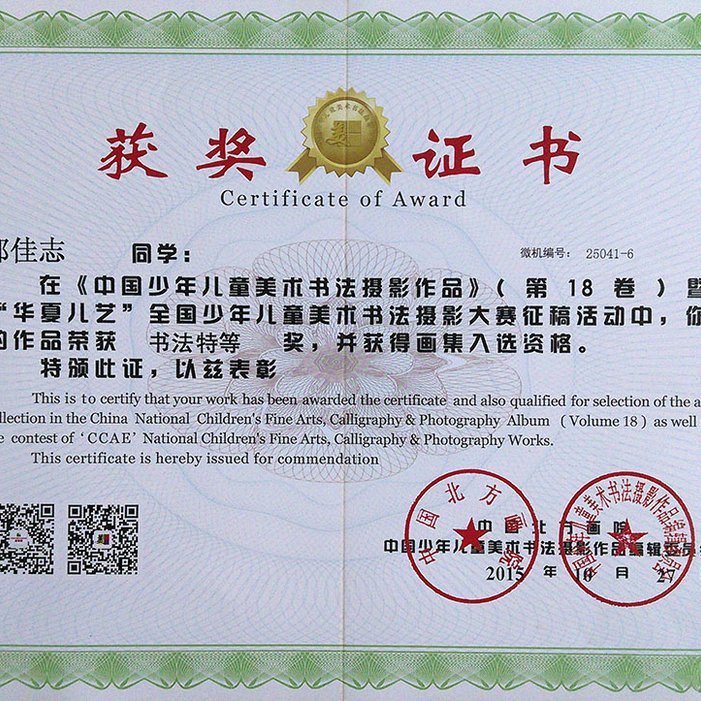 获奖证书
Certificate of Award
佳志 同学:
微机编号: 25041-6
在《中国少年儿童美术书法摄影作品》(第18卷)暨
“华夏儿艺”全国少年儿童美术书法摄影大赛征稿活动中,你
的作品荣获 书法特等 奖,并获得画集入选资格。
特颁此证,以兹表彰
This is to certify that your work has been awarded the certificate and also qualified for selection of the a
llection in the China National Children's Fine Arts, Calligraphy & Photography Album (Volume 18) as well
e contest of ‘CCAE’ National Children's Fine Arts, Calligraphy & Photography Works.
This certificate is hereby issued for commendation
中国北方画院
中国少年儿童美术书法摄影作品编辑委员
2015 年 10 月 27
中国北方画院